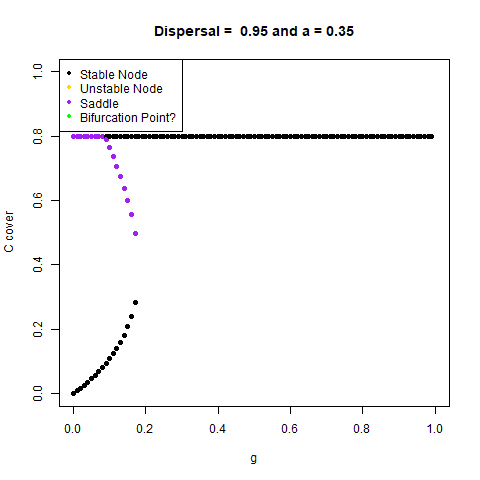 Dispersal =  0.95 and a = 0.35
Stable Node
Unstable Node
Saddle
Bifurcation Point?
1.0
0.8
0.6
0.4
0.2
0.0
C cover
0.0 0.2 0.4 0.6 0.8 1.0
g